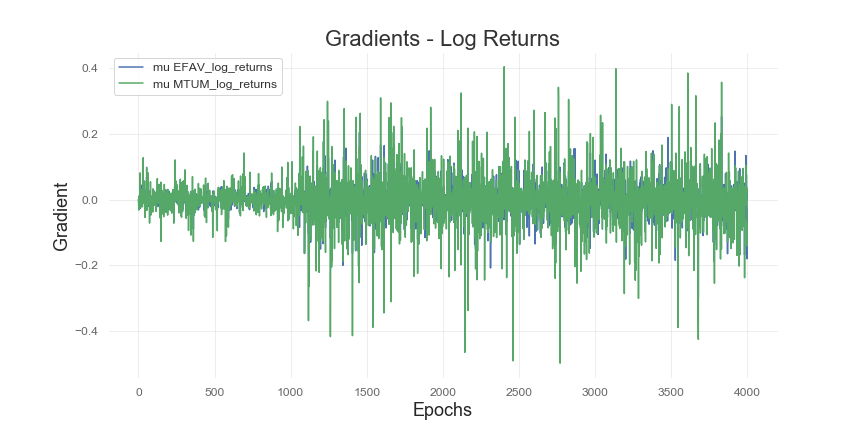 Gradients - Log Returns
mu EFAV_log_returns
mu MTUM_log_returns
0.4
0.2
0.0
−0.2
−0.4
Gradient
0 500 1000 1500 2000 2500 3000 3500 4000
Epochs